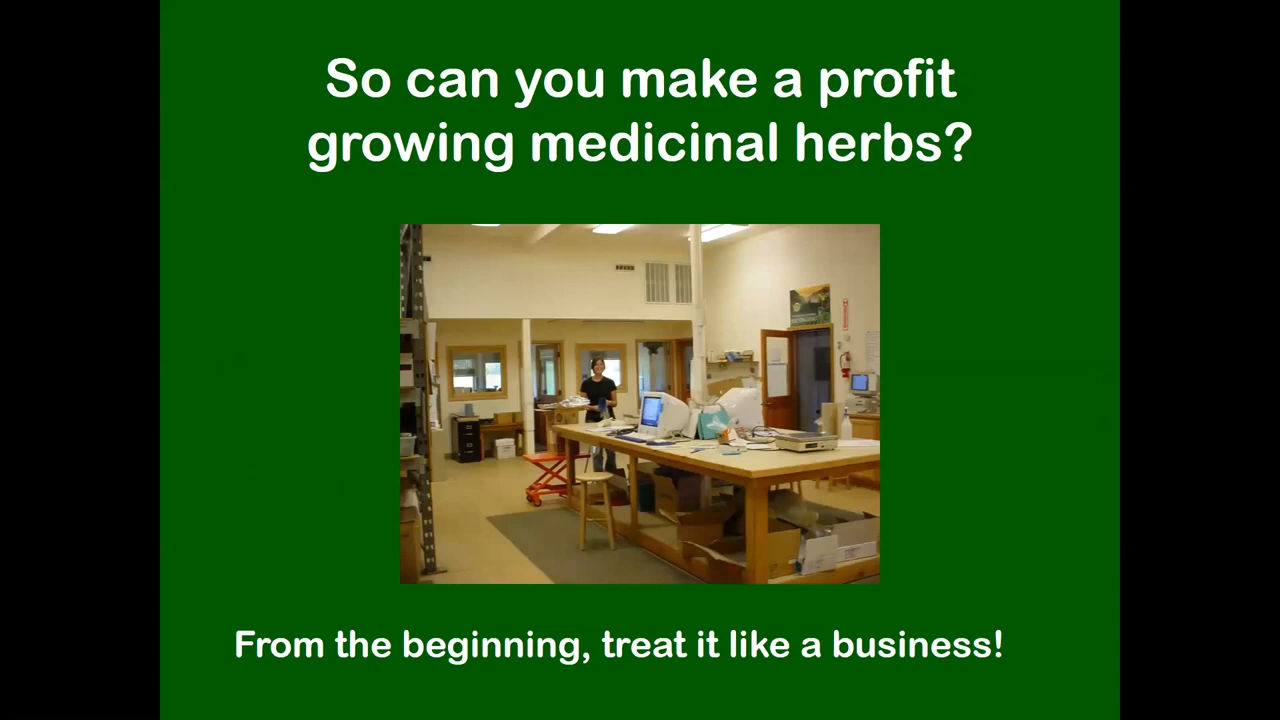 So can you make a profit
growing medicinal herbs?
From the beginning, treat it like a business!